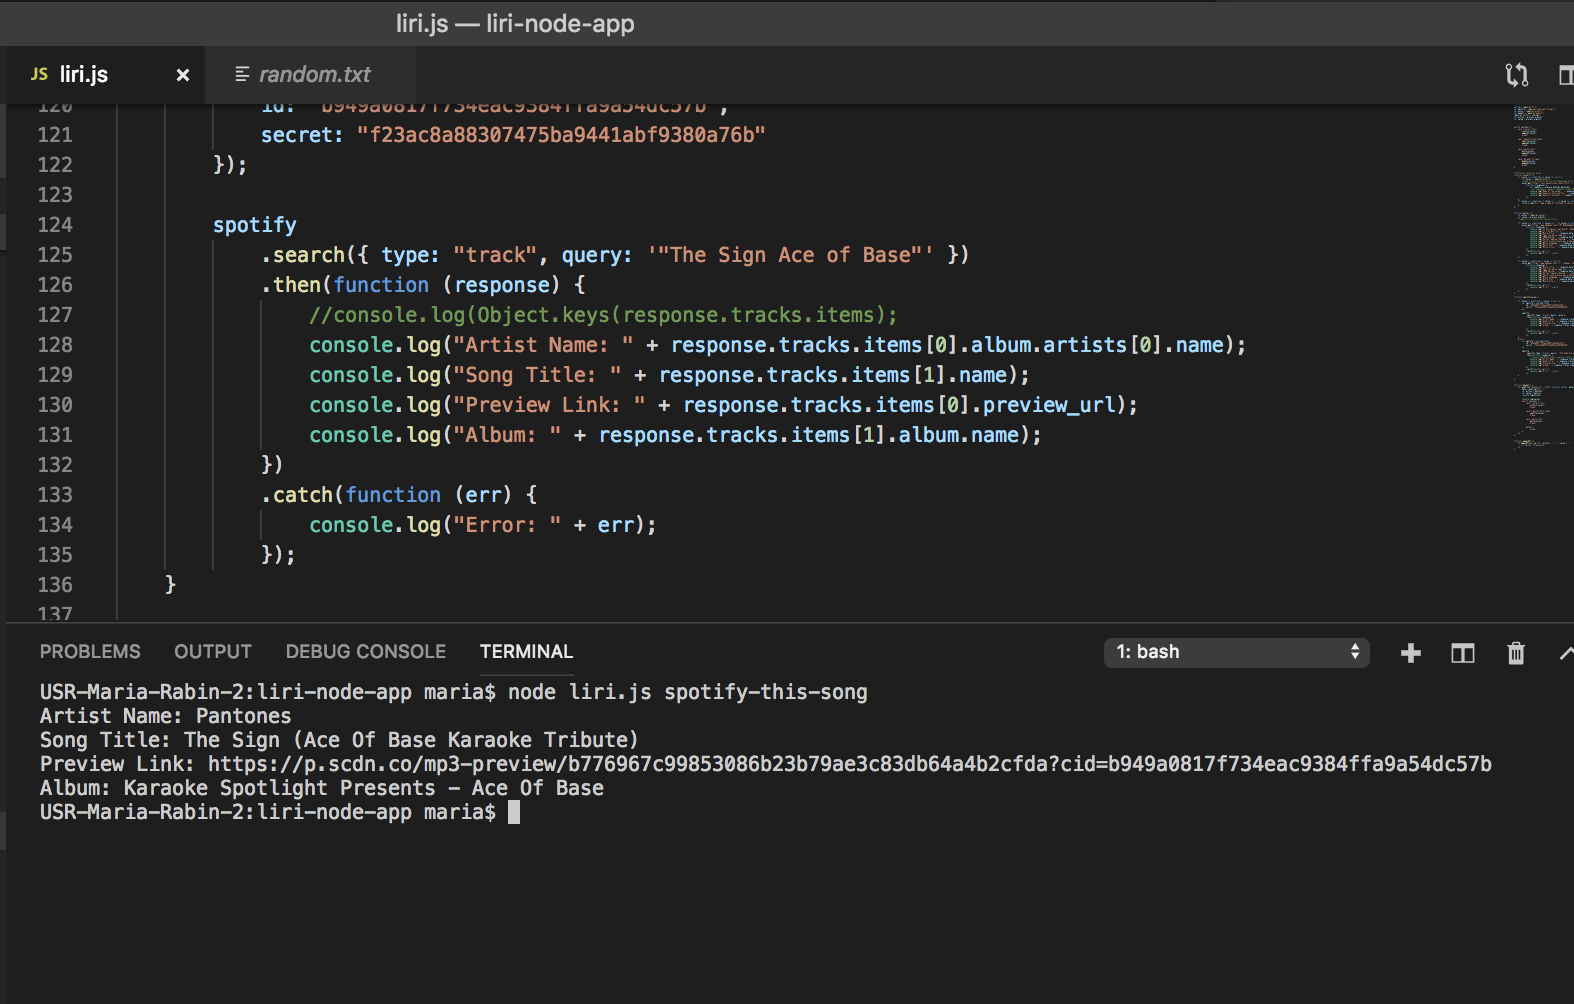 liri.js — liri-node-app
JS liri.js × random.txt
120 id: "b949a0817f734eac9384ffa9a54dc57b",
121 secret: "f23ac8a88307475ba9441abf9380a76b"
122 });
123
124 spotify
125 .search({ type: "track", query: '"The Sign Ace of Base"' })
126 .then(function (response) {
127 //console.log(Object.keys(response.tracks.items);
128 console.log("Artist Name: " + response.tracks.items[0].album.artists[0].name);
129 console.log("Song Title: " + response.tracks.items[1].name);
130 console.log("Preview Link: " + response.tracks.items[0].preview_url);
131 console.log("Album: " + response.tracks.items[1].album.name);
132 })
133 .catch(function (err) {
134 console.log("Error: " + err);
135 });
136 }
137
PROBLEMS OUTPUT DEBUG CONSOLE TERMINAL 1: bash
USR-Maria-Rabin-2:liri-node-app maria$ node liri.js spotify-this-song
Artist Name: Pantones
Song Title: The Sign (Ace Of Base Karaoke Tribute)
Preview Link: https://p.scdn.co/mp3-preview/b776967c99853086b23b79ae3c83db64a4b2cfda?cid=b949a0817f734eac9384ffa9a54dc57b
Album: Karaoke Spotlight Presents - Ace Of Base
USR-Maria-Rabin-2:liri-node-app maria$